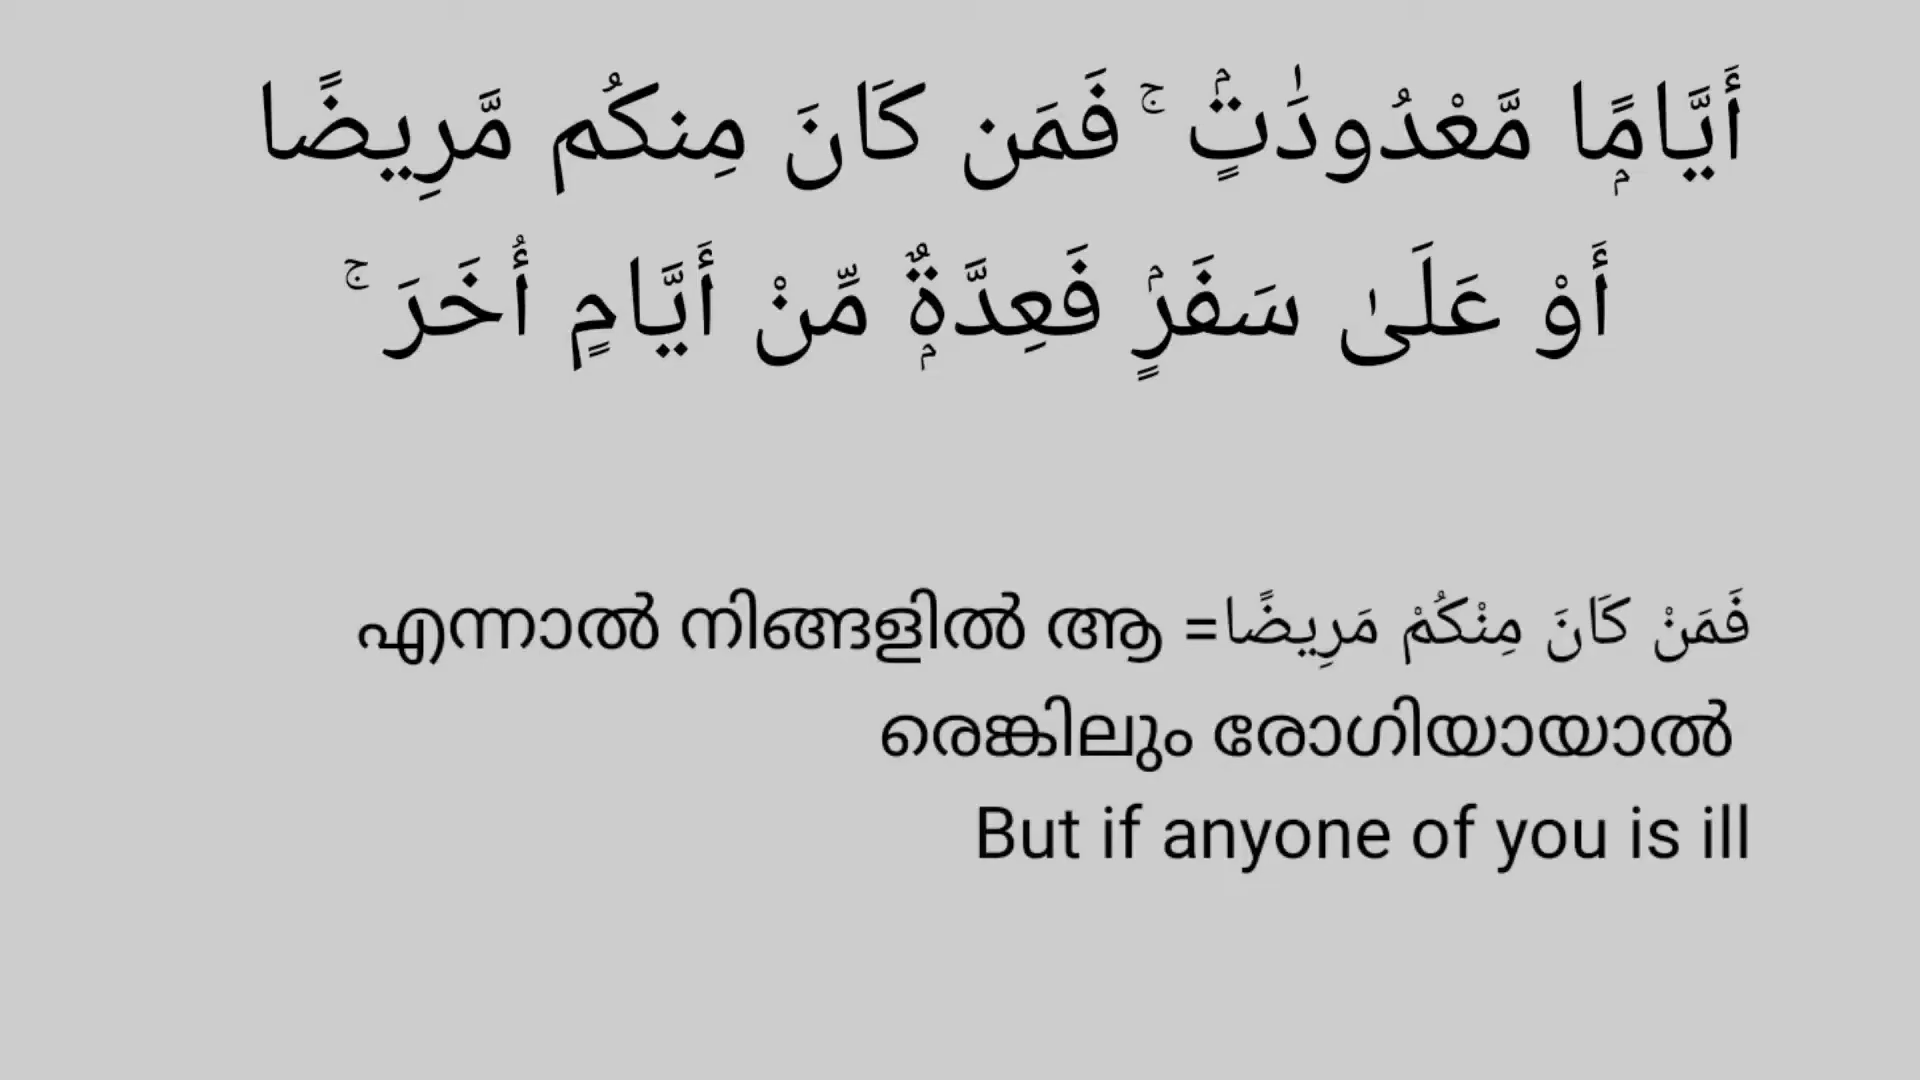 أَيَّامًۭا مَّعْدُودَٰتٍۢ ۚ فَمَن كَانَ مِنكُم مَّرِيضًا
أَوْ عَلَىٰ سَفَرٍۢ فَعِدَّةٌۭ مِّنْ أَيَّامٍ أُخَرَ ۚ
فَمَنْ كَانَ مِنْكُمْ مَرِيضًا= എന്നാൽ നിങ്ങളിൽ ആ
രെങ്കിലും രോഗിയായാൽ
But if anyone of you is ill